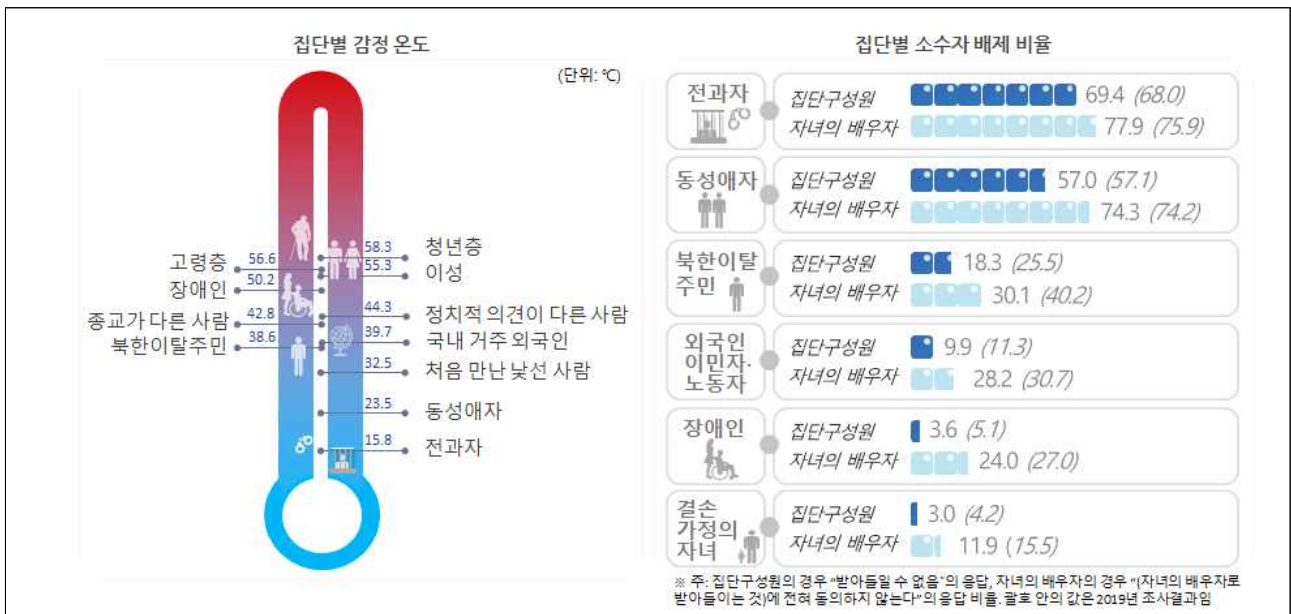 집단별 감정 온도
(단위: ℃)
58.3 청년층
고령층 56.6
55.3 이성
장애인 50.2
44.3 정치적 의견이 다른 사람
종교가 다른 사람 42.8
39.7 국내 거주 외국인
북한이탈주민 38.6
32.5 처음 만난 낯선 사람
23.5 동성애자
15.8 전과자
집단별 소수자 배제 비율
전과자
집단구성원 69.4 (68.0)
자녀의 배우자 77.9 (75.9)
동성애자
집단구성원 57.0 (57.1)
자녀의 배우자 74.3 (74.2)
북한이탈
주민
집단구성원 18.3 (25.5)
자녀의 배우자 30.1 (40.2)
외국인
이민자·
노동자
집단구성원 9.9 (11.3)
자녀의 배우자 28.2 (30.7)
장애인
집단구성원 3.6 (5.1)
자녀의 배우자 24.0 (27.0)
결손
가정의
자녀
집단구성원 3.0 (4.2)
자녀의 배우자 11.9 (15.5)
※ 주: 집단구성원의 경우 "받아들일 수 없음"의 응답, 자녀의 배우자의 경우 "(자녀의 배우자로
받아들이는 것)에 전혀 동의하지 않는다"의 응답 비율. 괄호 안의 값은 2019년 조사결과임